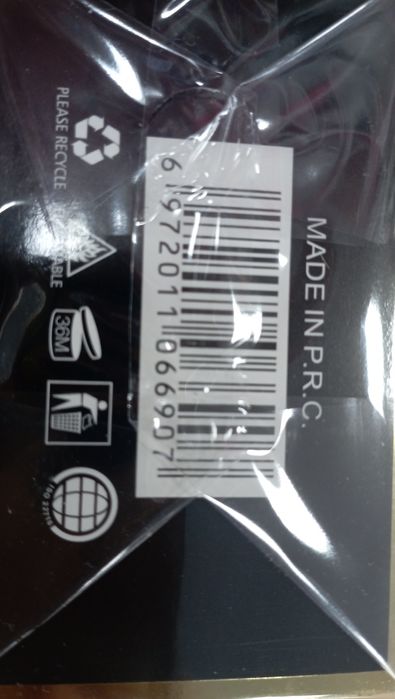 MADE IN P.R.C.
6 972011 066907
PLEASE RECYCLE
36M